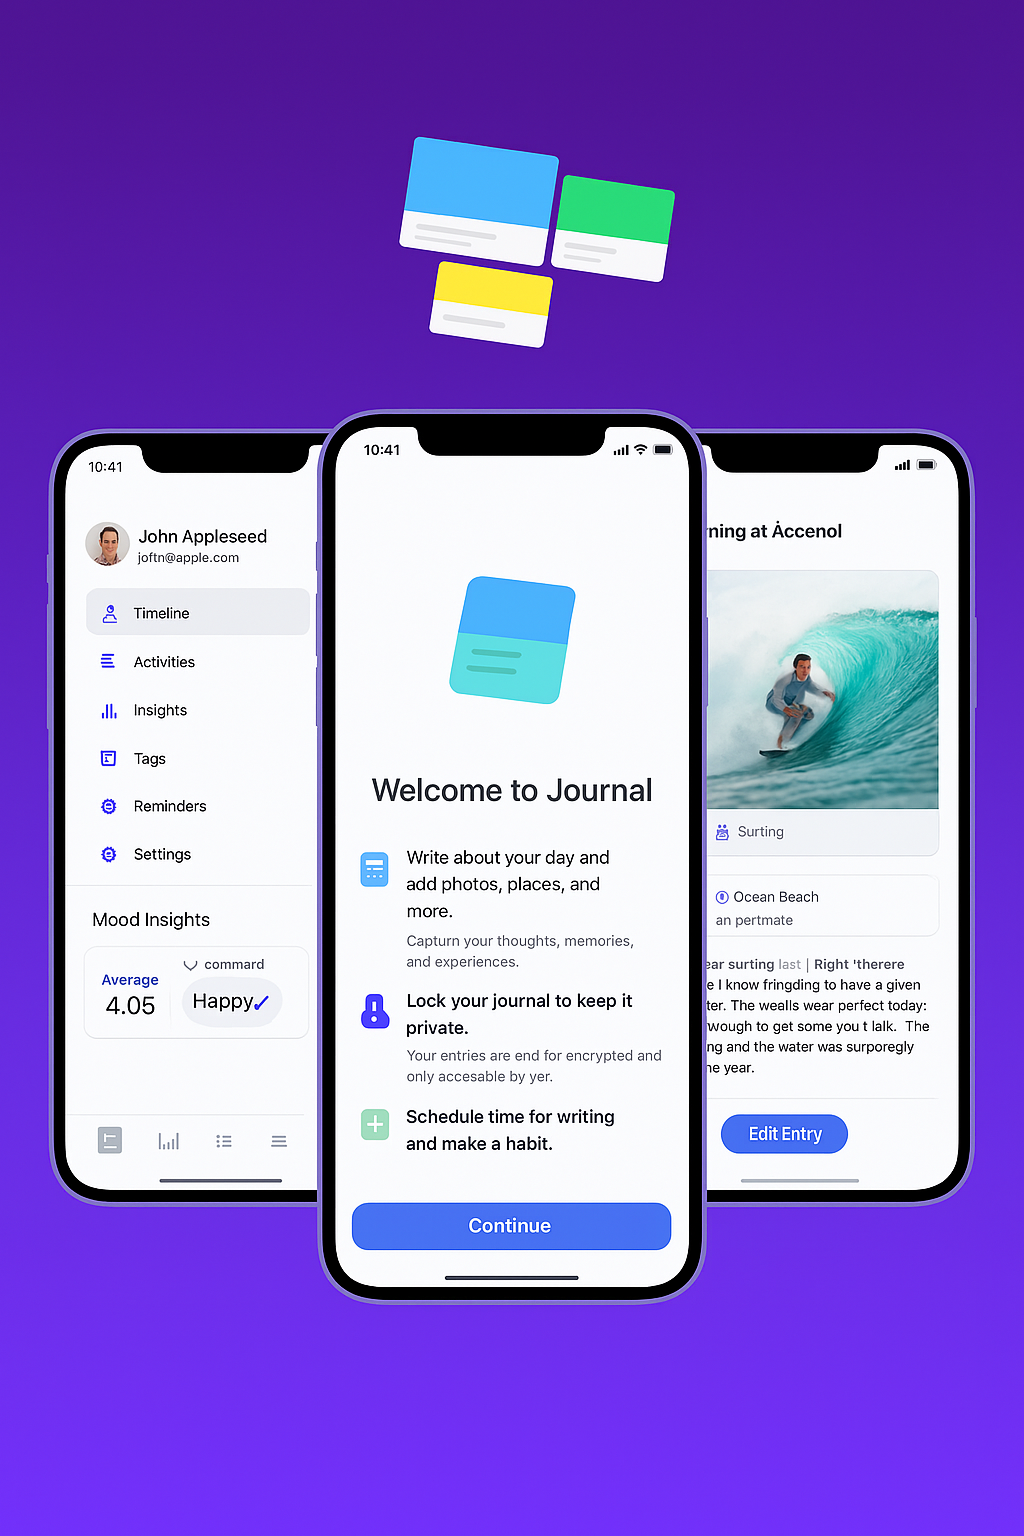 10:41
John Appleseed
joftn@apple.com
Timeline
Activities
Insights
Tags
Reminders
Settings
Mood Insights
Average
4.05
commard
Happy✓
10:41
Welcome to Journal
Write about your day and
add photos, places, and
more.
Capturn your thoughts, memories,
and experiences.
Lock your journal to keep it
private.
Your entries are end for encrypted and
only accesable by yer.
Schedule time for writing
and make a habit.
Continue
rning at Àccenol
Surting
Ocean Beach
an pertmate
ear surting last | Right 'therere
e I know fringding to have a given
ter. The wealls wear perfect today:
rwough to get some you t lalk. The
ng and the water was surporegly
ne year.
Edit Entry